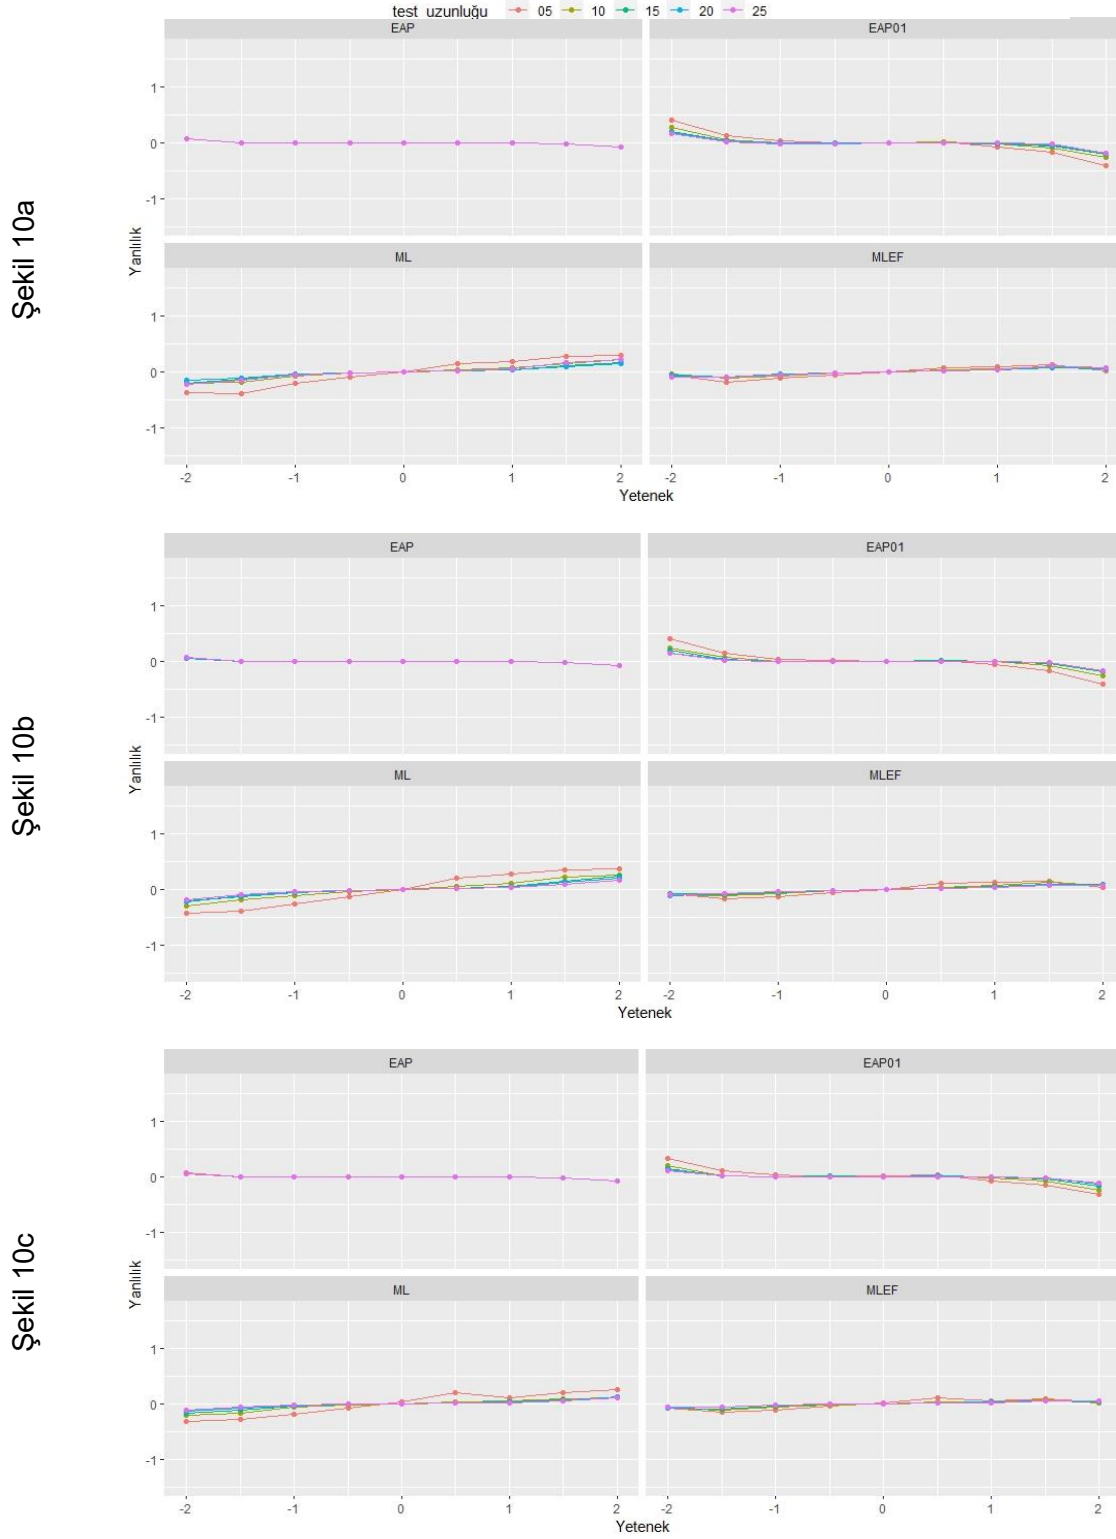 test uzunluğu 05 10 15 20 25
EAP EAP01
1
0
-1
ML MLEF
1
0
-1
-2 -1 0 1 2 -2 -1 0 1 2
Yetenek
Yanlılık
Şekil 10a
EAP EAP01
1
0
-1
ML MLEF
1
0
-1
-2 -1 0 1 2 -2 -1 0 1 2
Yetenek
Yanlılık
Şekil 10b
EAP EAP01
1
0
-1
ML MLEF
1
0
-1
-2 -1 0 1 2 -2 -1 0 1 2
Yetenek
Yanlılık
Şekil 10c